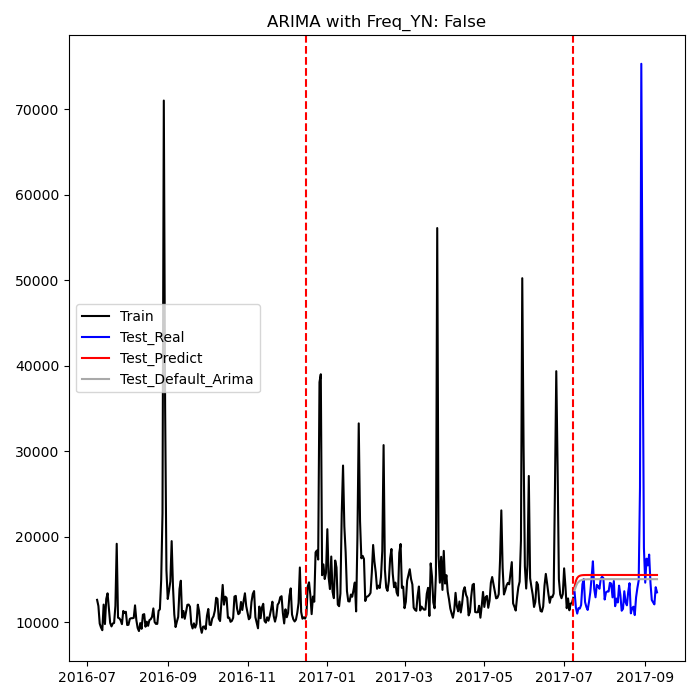 ARIMA with Freq_YN: False
70000
60000
50000
40000
30000
20000
10000
Train
Test_Real
Test_Predict
Test_Default_Arima
2016-07 2016-09 2016-11 2017-01 2017-03 2017-05 2017-07 2017-09